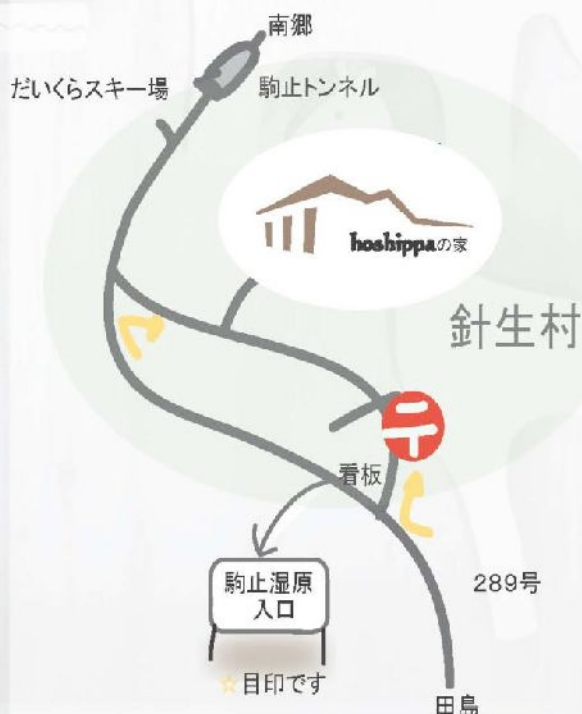 南郷
だいくらスキー場
駒止トンネル
hoshippaの家
針生村
〒
看板
駒止湿原
入口
289号
☆目印です
田島